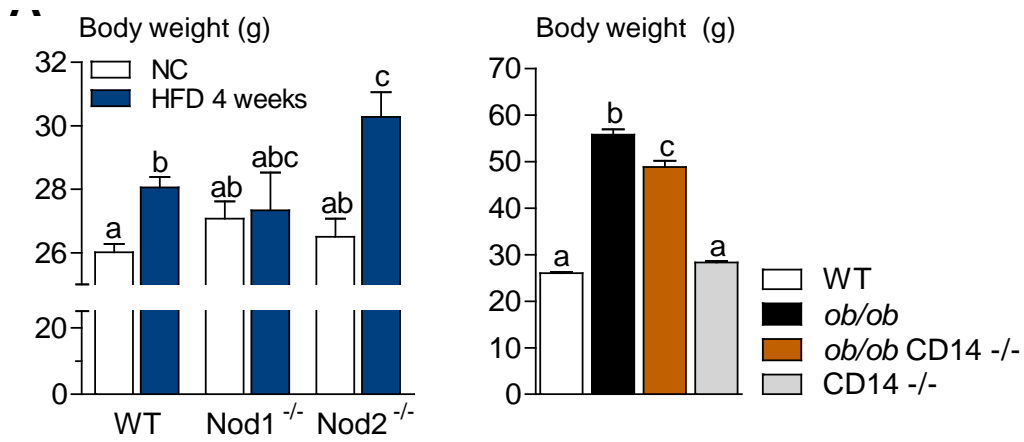 Body weight (g)
NC
HFD 4 weeks
32
30
28
26
20
0
a
b
ab
abc
ab
c
WT
Nod1 -/-
Nod2 -/-
Body weight (g)
70
60
50
40
30
20
10
0
a
b
c
a
WT
ob/ob
ob/ob CD14 -/-
CD14 -/-